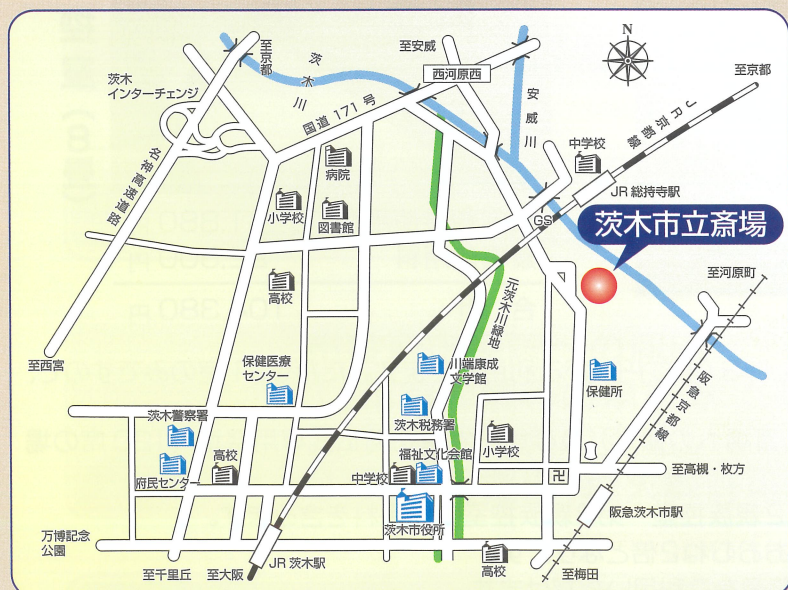 至京都
茨木川
至安威
西河原西
N
至京都
茨木
インターチェンジ
国道171号
安威川
JR京都線
中学校
病院
JR 総持寺駅
名神高速道路
小学校
図書館
GS
茨木市立斎場
至河原町
高校
元茨木川緑地
至西宮
保健医療
センター
川端康成
文学館
保健所
阪急京都線
茨木警察署
茨木税務署
高校
福祉文化会館
小学校
府民センター
中学校
卍
至高槻・枚方
茨木市役所
阪急茨木市駅
万博記念
公園
JR 茨木駅
高校
至千里丘
至大阪
至梅田